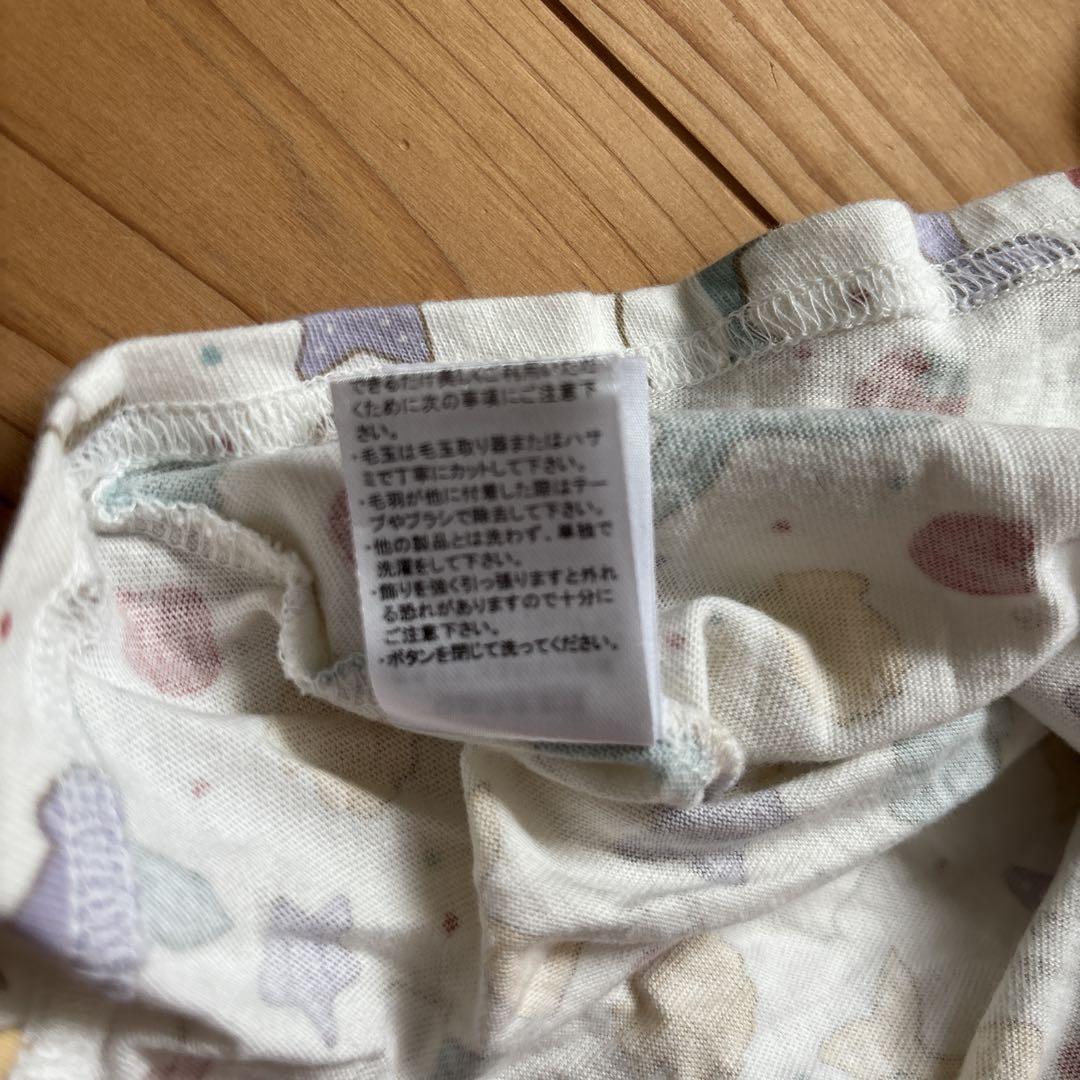 できるだけ美しくご利用いただ
くために次の事項にご注意下
さい。
・毛玉は毛玉取り器またはハサ
ミで丁寧にカットして下さい。
・毛羽が他に付着した際はテー
プやブラシで除去して下さい。
・他の製品とは洗わず、単独で
洗濯をして下さい。
・飾りを強く引っ張りますと外れ
る恐れがありますので十分に
ご注意下さい。
・ボタンを閉じて洗ってください。